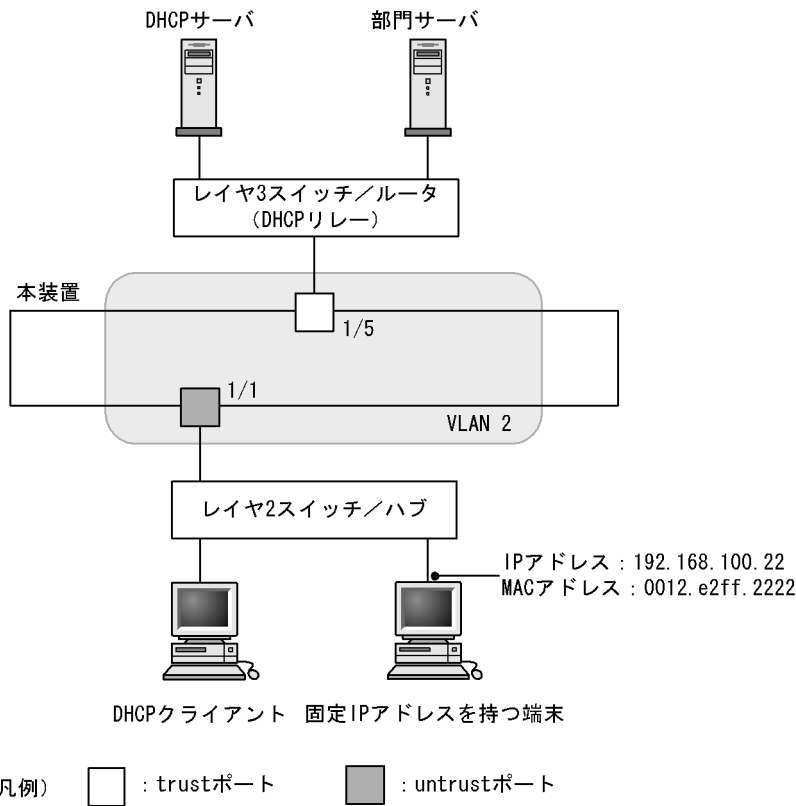 DHCPサーバ
部門サーバ
レイヤ3スイッチ／ルータ
（DHCPリレー）
本装置
1/5
1/1
VLAN 2
レイヤ2スイッチ／ハブ
IPアドレス：192.168.100.22
MACアドレス：0012.e2ff.2222
DHCPクライアント
固定IPアドレスを持つ端末
凡例）
：trustポート
：untrustポート